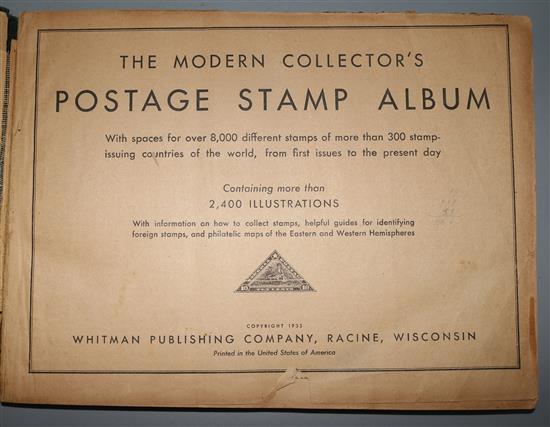 THE MODERN COLLECTOR'S
POSTAGE STAMP ALBUM
With spaces for over 8,000 different stamps of more than 300 stamp-
issuing countries of the world, from first issues to the present day
Containing more than
2,400 ILLUSTRATIONS
With information on how to collect stamps, helpful guides for identifying
foreign stamps, and philatelic maps of the Eastern and Western Hemispheres
COPYRIGHT 1933
WHITMAN PUBLISHING COMPANY, RACINE, WISCONSIN
Printed in the United States of America